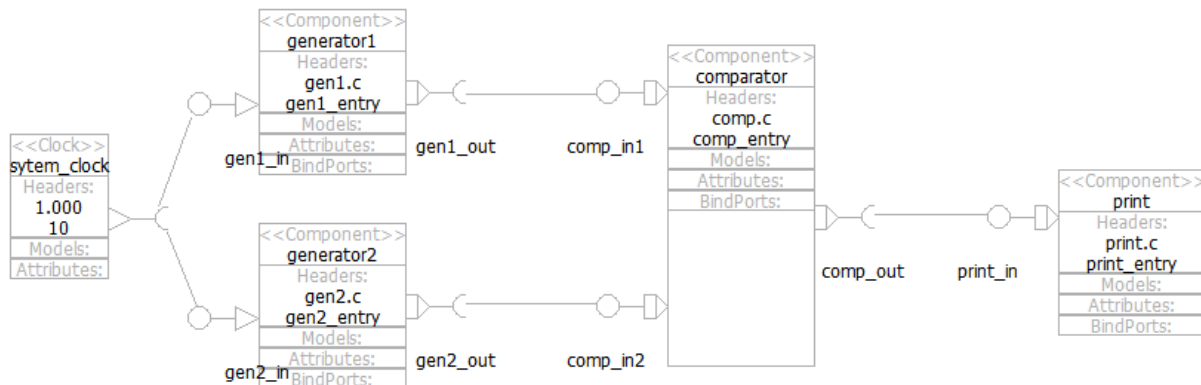 <<Clock>>
sytem_clock
Headers:
1.000
10
Models:
Attributes:
<<Component>>
generator1
Headers:
gen1.c
gen1_entry
Models:
Attributes:
BindPorts:
gen1_in
gen1_out
<<Component>>
generator2
Headers:
gen2.c
gen2_entry
Models:
Attributes:
BindPorts:
gen2_in
gen2_out
comp_in1
comp_in2
<<Component>>
comparator
Headers:
comp.c
comp_entry
Models:
Attributes:
BindPorts:
comp_out
print_in
<<Component>>
print
Headers:
print.c
print_entry
Models:
Attributes:
BindPorts: